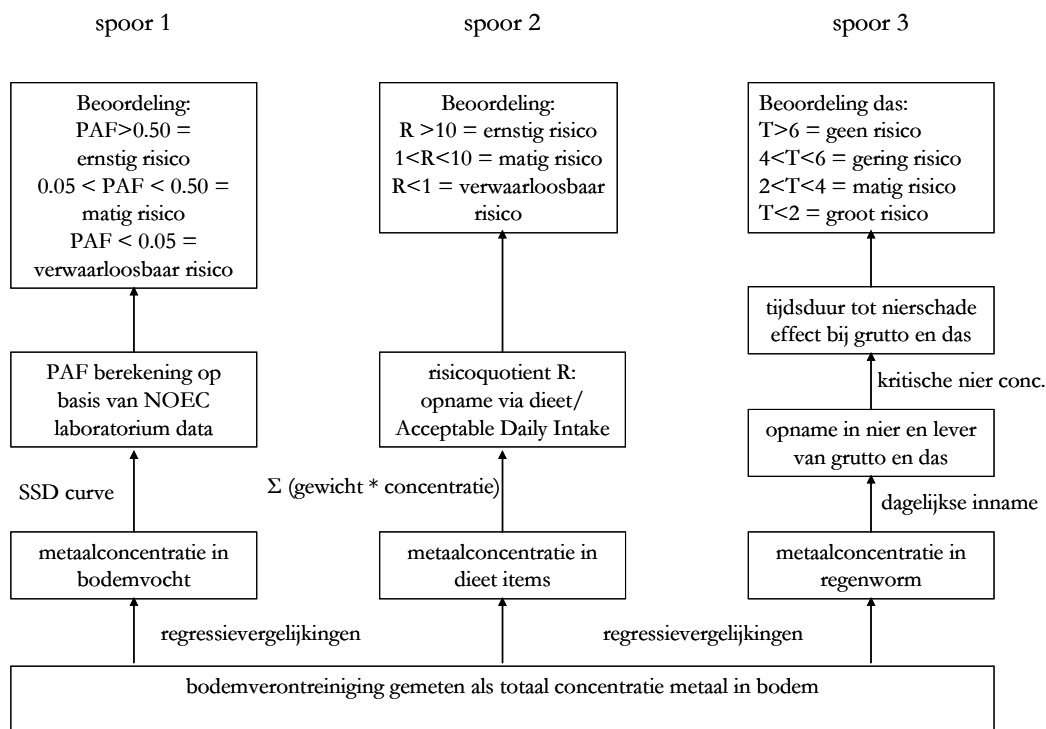 spoor 1
spoor 2
spoor 3
Beoordeling:
PAF>0.50 =
ernstig risico
0.05 < PAF < 0.50 =
matig risico
PAF < 0.05 =
verwaarloosbaar risico
Beoordeling:
R >10 = ernstig risico
1<R<10 = matig risico
R<1 = verwaarloosbaar
risico
Beoordeling das:
T>6 = geen risico
4<T<6 = gering risico
2<T<4 = matig risico
T<2 = groot risico
tijdsduur tot nierschade
effect bij grutto en das
kritische nier conc.
PAF berekening op
basis van NOEC
laboratorium data
risicoquotient R:
opname via dieet/
Acceptable Daily Intake
opname in nier en lever
van grutto en das
SSD curve
Σ (gewicht * concentratie)
dagelijkse inname
metaalconcentratie in
bodemvocht
metaalconcentratie in
dieet items
metaalconcentratie in
regenworm
regressievergelijkingen
regressievergelijkingen
bodemverontreiniging gemeten als totaal concentratie metaal in bodem